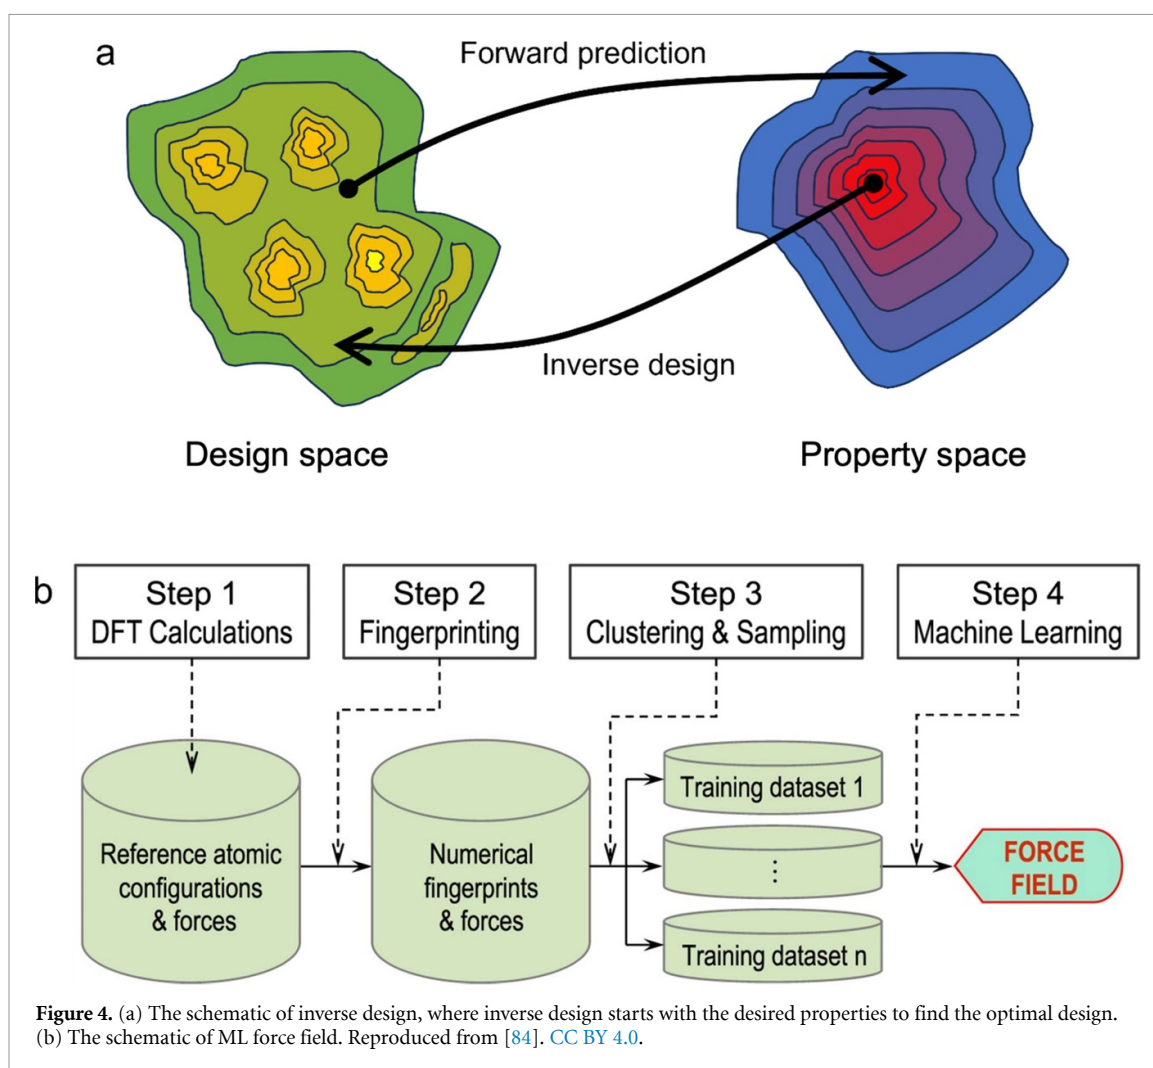 a
Forward prediction
Inverse design
Design space
Property space
b
Step 1
DFT Calculations
Step 2
Fingerprinting
Step 3
Clustering & Sampling
Step 4
Machine Learning
Reference atomic
configurations
& forces
Numerical
fingerprints
& forces
Training dataset 1
⋮
Training dataset n
FORCE
FIELD
Figure 4. (a) The schematic of inverse design, where inverse design starts with the desired properties to find the optimal design.
(b) The schematic of ML force field. Reproduced from [84]. CC BY 4.0.